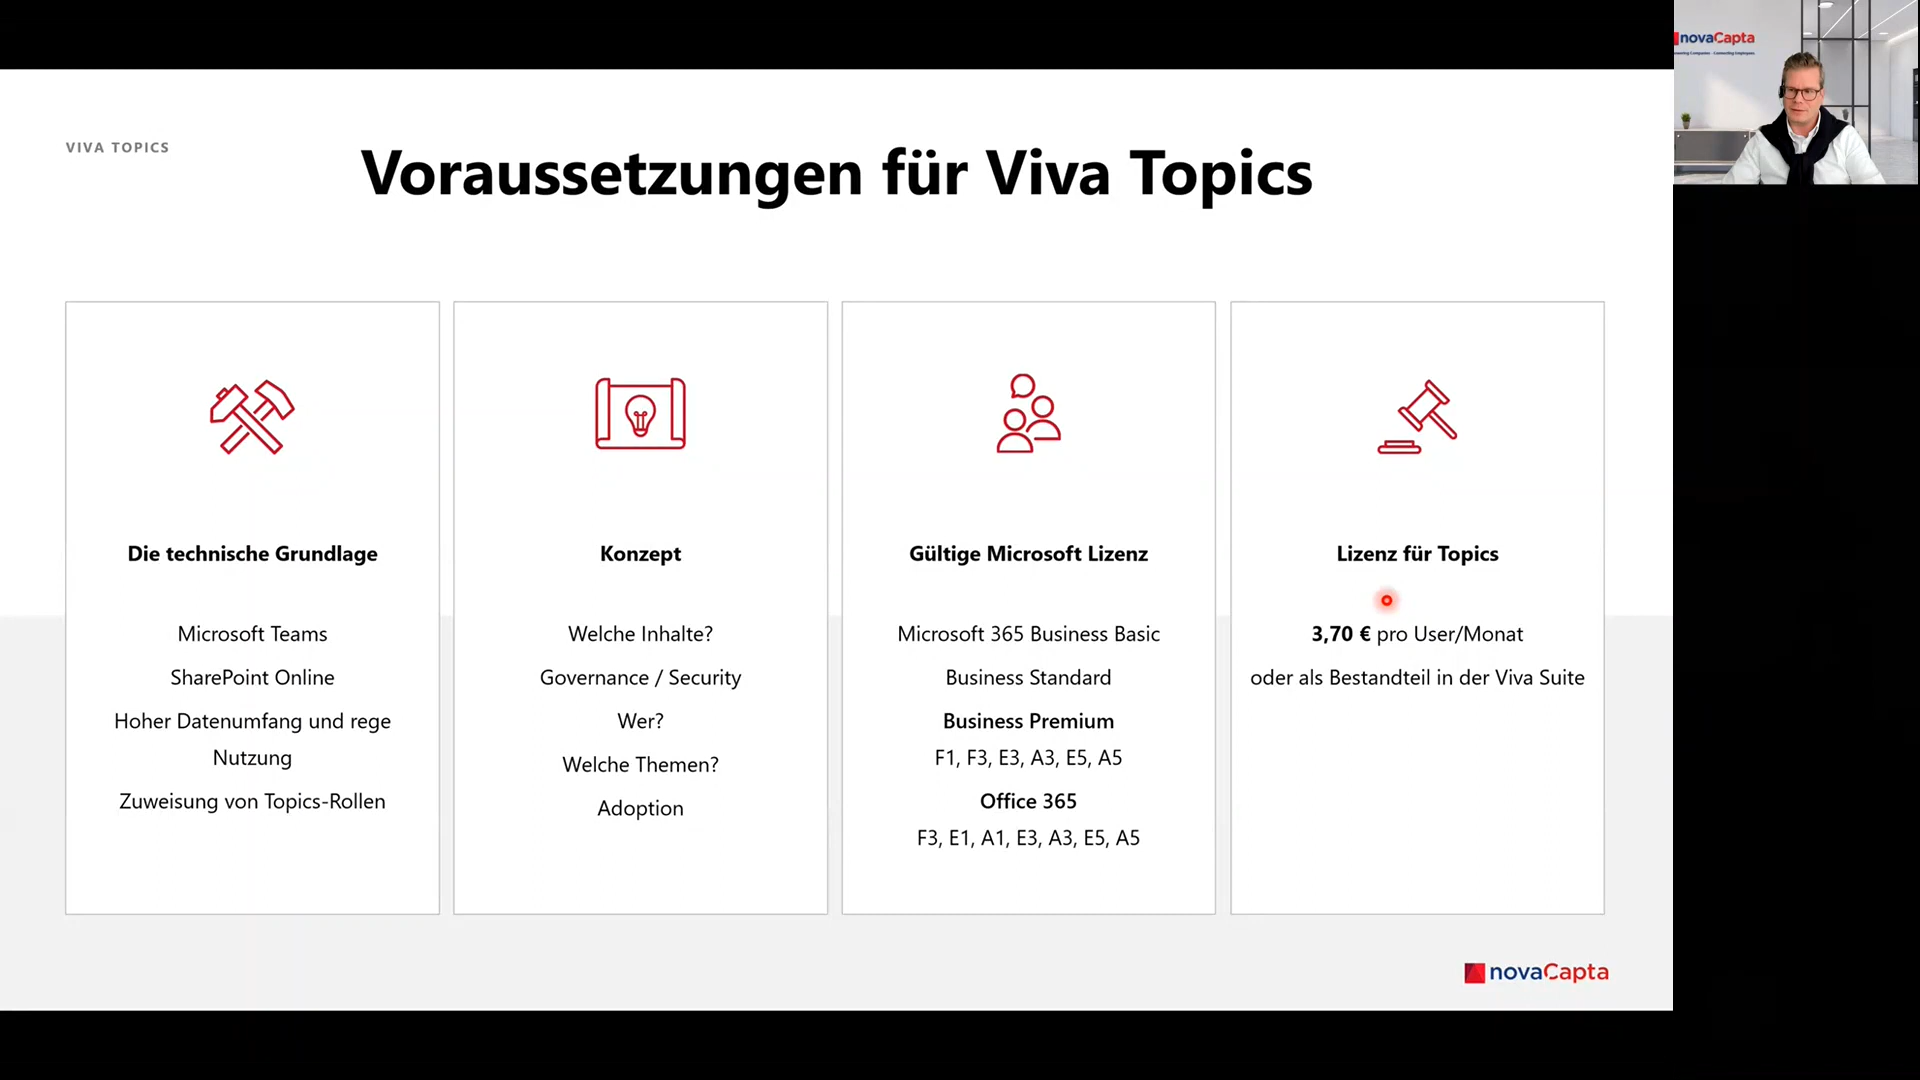 VIVA TOPICS
Voraussetzungen für Viva Topics
Die technische Grundlage
Microsoft Teams
SharePoint Online
Hoher Datenumfang und rege
Nutzung
Zuweisung von Topics-Rollen
Konzept
Welche Inhalte?
Governance / Security
Wer?
Welche Themen?
Adoption
Gültige Microsoft Lizenz
Microsoft 365 Business Basic
Business Standard
Business Premium
F1, F3, E3, A3, E5, A5
Office 365
F3, E1, A1, E3, A3, E5, A5
Lizenz für Topics
3,70 € pro User/Monat
oder als Bestandteil in der Viva Suite
novaCapta
novaCapta